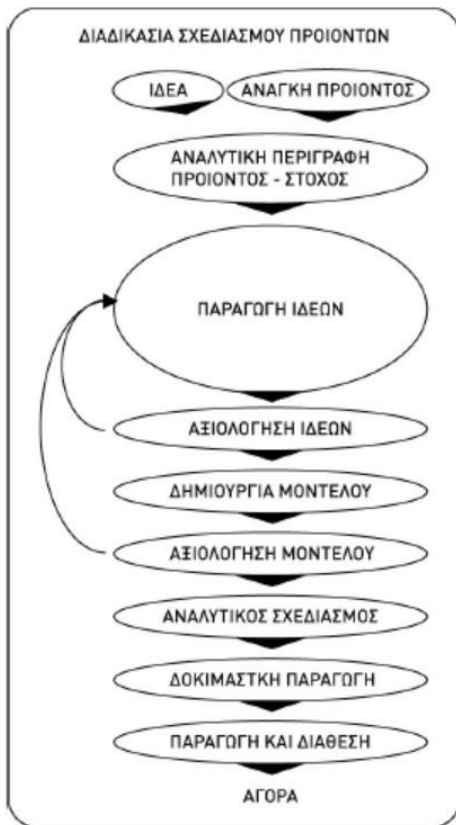 ΔΙΑΔΙΚΑΣΙΑ ΣΧΕΔΙΑΣΜΟΥ ΠΡΟΙΟΝΤΩΝ
ΙΔΕΑ
ΑΝΑΓΚΗ ΠΡΟΙΟΝΤΟΣ
ΑΝΑΛΥΤΙΚΗ ΠΕΡΙΓΡΑΦΗ
ΠΡΟΙΟΝΤΟΣ - ΣΤΟΧΟΣ
ΠΑΡΑΓΩΓΗ ΙΔΕΩΝ
ΑΞΙΟΛΟΓΗΣΗ ΙΔΕΩΝ
ΔΗΜΙΟΥΡΓΙΑ ΜΟΝΤΕΛΟΥ
ΑΞΙΟΛΟΓΗΣΗ ΜΟΝΤΕΛΟΥ
ΑΝΑΛΥΤΙΚΟΣ ΣΧΕΔΙΑΣΜΟΣ
ΔΟΚΙΜΑΣΤΚΗ ΠΑΡΑΓΩΓΗ
ΠΑΡΑΓΩΓΗ ΚΑΙ ΔΙΑΘΕΣΗ
ΑΓΟΡΑ